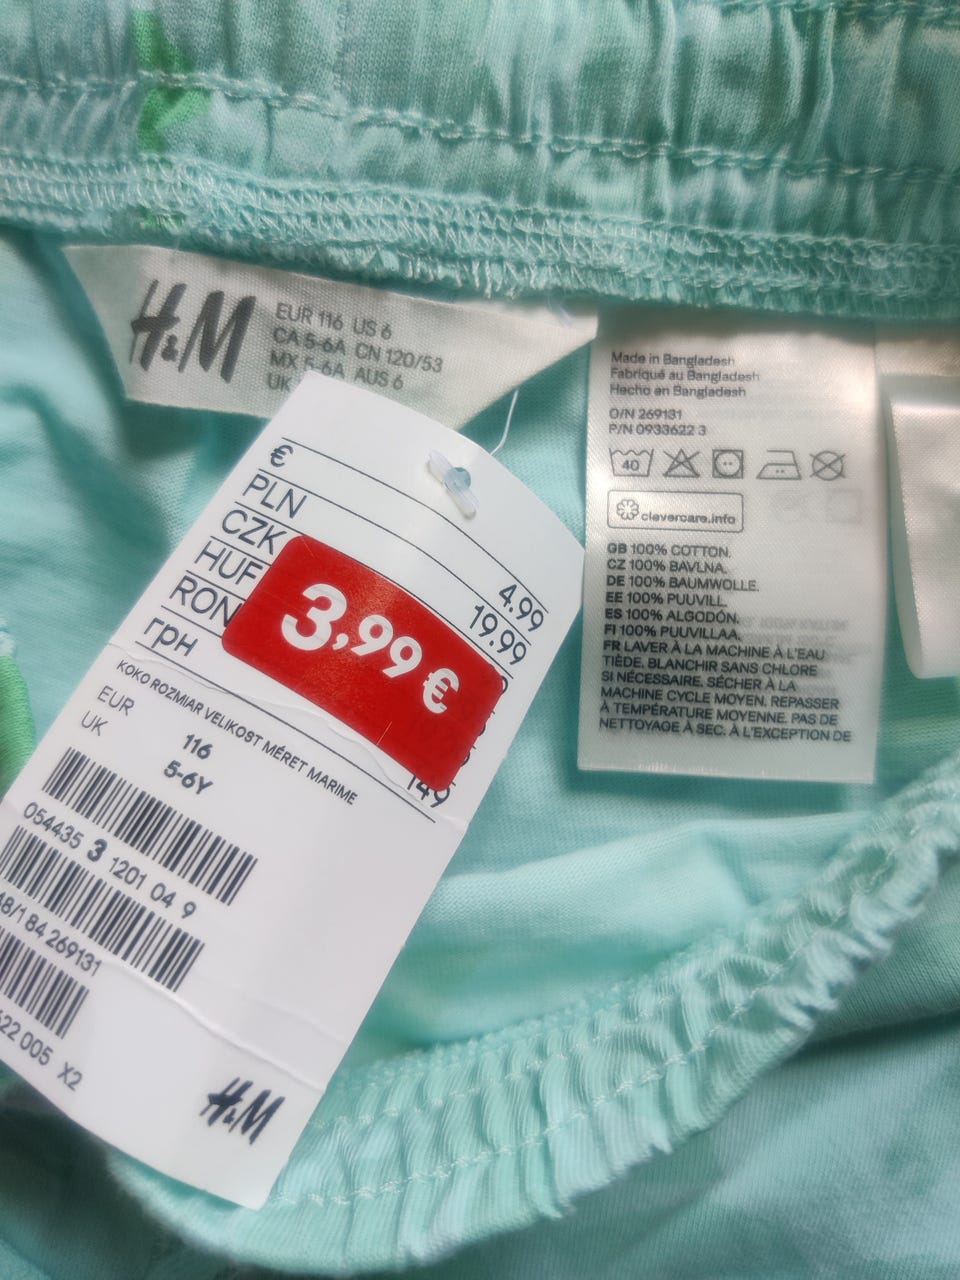 H&M
EUR 116 US 6
CA 5-6A CN 120/53
MX 5-6A AUS 6
UK
Made in Bangladesh
Fabriqué au Bangladesh
Hecho en Bangladesh
O/N 269131
P/N 0933622 3
40
clevercare.info
GB 100% COTTON.
CZ 100% BAVLNA.
DE 100% BAUMWOLLE.
EE 100% PUUVILL.
ES 100% ALGODÓN.
FI 100% PUUVILLAA.
FR LAVER À LA MACHINE À L'EAU
TIÈDE. BLANCHIR SANS CHLORE
SI NÉCESSAIRE. SÉCHER À LA
MACHINE CYCLE MOYEN. REPASSER
À TEMPÉRATURE MOYENNE. PAS DE
NETTOYAGE À SEC. À L'EXCEPTION DE
€ 4.99
PLN 19.99
CZK
HUF
RON
ГРН 149
3,99 €
KOKO ROZMIAR VELIKOST MÉRET MARIME
EUR 116
UK 5-6Y
054435 3 1201 04 9
68/1 84 269131
622 005 X2
H&M